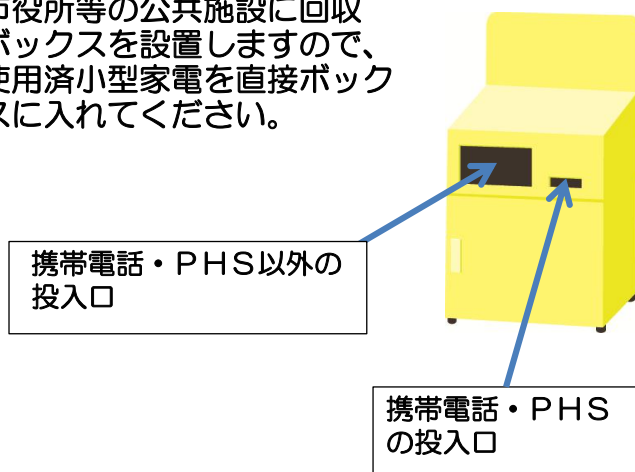 市役所等の公共施設に回収
ボックスを設置しますので、
使用済小型家電を直接ボック
スに入れてください。
携帯電話・ＰＨＳ以外の
投入口
携帯電話・ＰＨＳ
の投入口